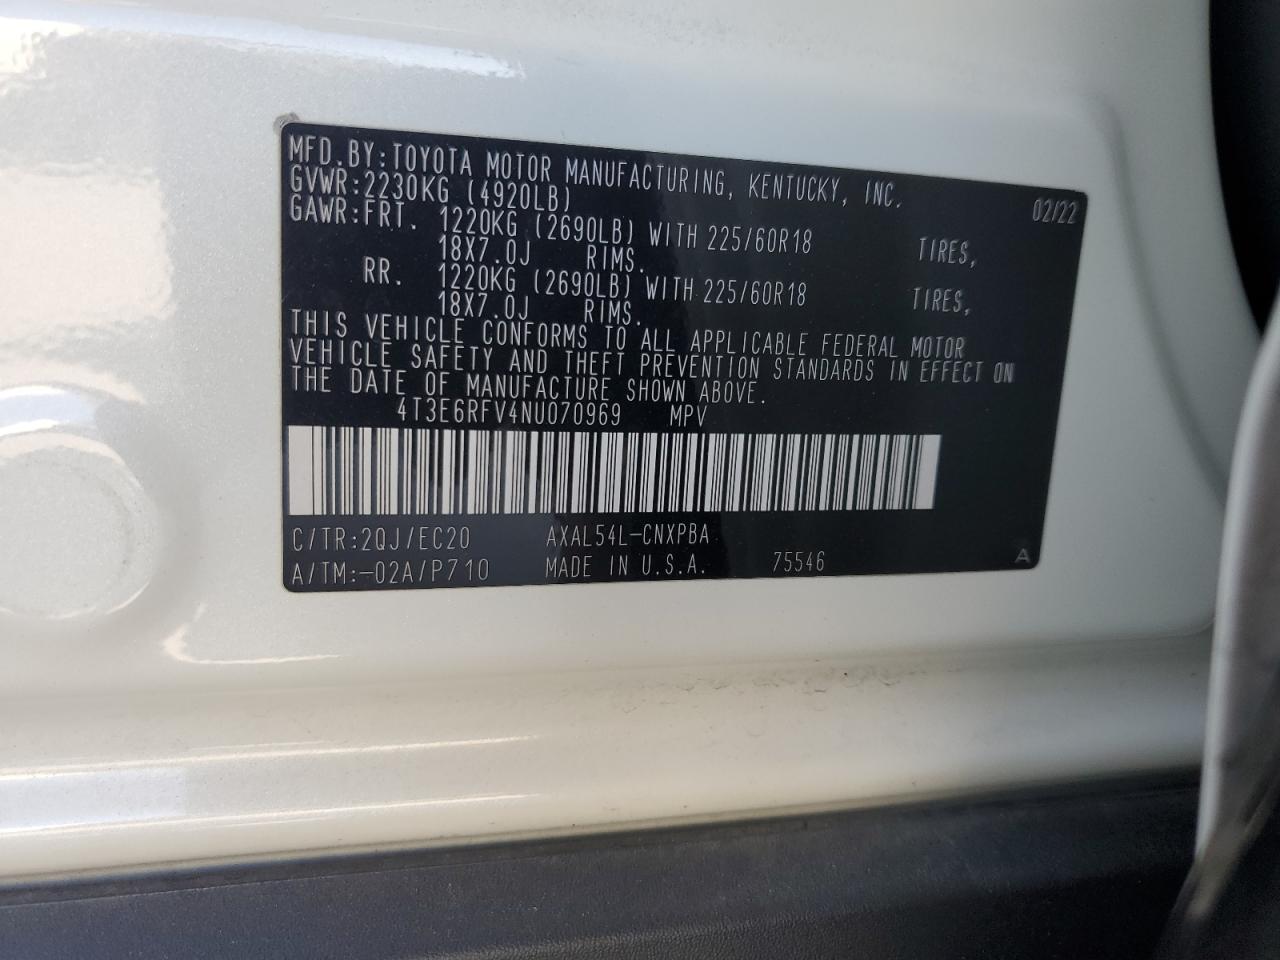 MFD.BY:TOYOTA MOTOR MANUFACTURING, KENTUCKY, INC. 02/22
GVWR:2230KG (4920LB)
GAWR:FRT. 1220KG (2690LB) WITH 225/60R18 TIRES,
18X7.0J RIMS.
RR. 1220KG (2690LB) WITH 225/60R18 TIRES,
18X7.0J RIMS.
THIS VEHICLE CONFORMS TO ALL APPLICABLE FEDERAL MOTOR
VEHICLE SAFETY AND THEFT PREVENTION STANDARDS IN EFFECT ON
THE DATE OF MANUFACTURE SHOWN ABOVE.
4T3E6RFV4NU070969 MPV
C/TR:2QJ/EC20 AXAL54L-CNXPBA
A/TM:-02A/P710 MADE IN U.S.A. 75546 A